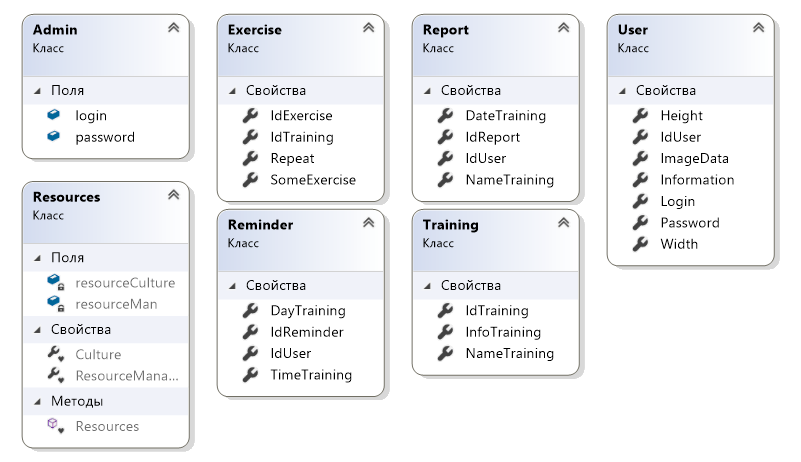 Admin
Класс
Поля
login
password
Resources
Класс
Поля
resourceCulture
resourceMan
Свойства
Culture
ResourceMana...
Методы
Resources
Exercise
Класс
Свойства
IdExercise
IdTraining
Repeat
SomeExercise
Reminder
Класс
Свойства
DayTraining
IdReminder
IdUser
TimeTraining
Report
Класс
Свойства
DateTraining
IdReport
IdUser
NameTraining
Training
Класс
Свойства
IdTraining
InfoTraining
NameTraining
User
Класс
Свойства
Height
IdUser
ImageData
Information
Login
Password
Width